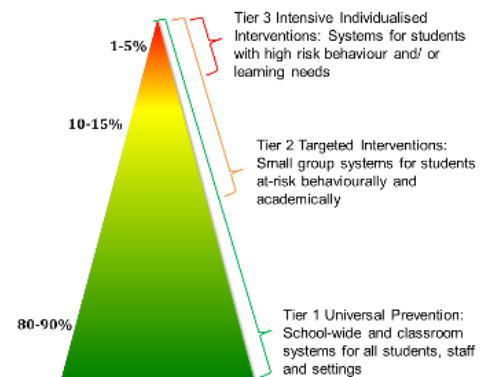 Tier 3 Intensive Individualised
Interventions: Systems for students
with high risk behaviour and/ or
learning needs
1-5%
10-15%
Tier 2 Targeted Interventions:
Small group systems for students
at-risk behaviourally and
academically
Tier 1 Universal Prevention:
School-wide and classroom
systems for all students, staff
and settings
80-90%